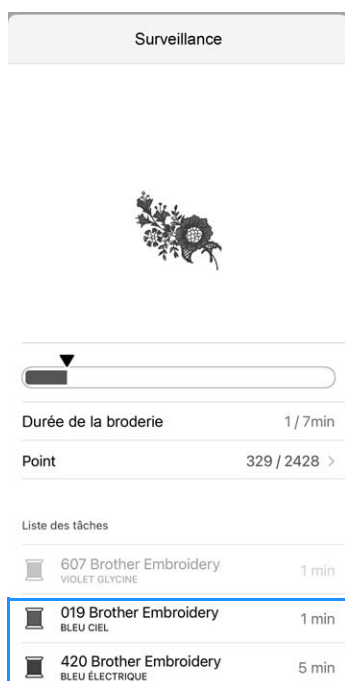 Surveillance
Durée de la broderie 1 / 7min
Point 329 / 2428 >
Liste des tâches
607 Brother Embroidery 1 min
VIOLET GLYCINE
019 Brother Embroidery 1 min
BLEU CIEL
420 Brother Embroidery 5 min
BLEU ÉLECTRIQUE